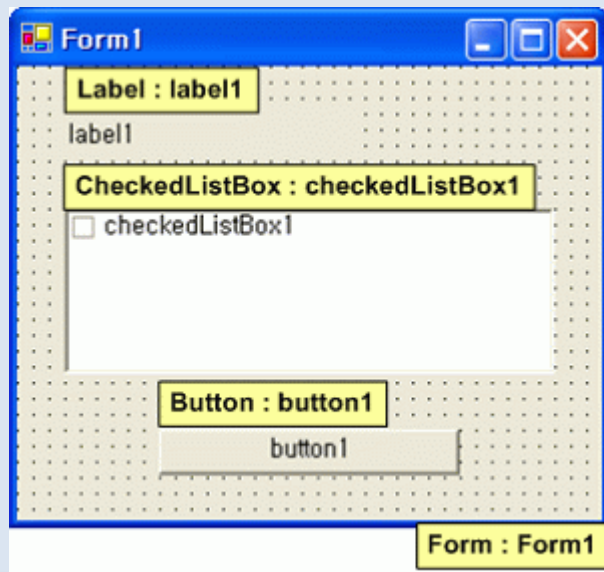 Form1
Label : label1
label1
CheckedListBox : checkedListBox1
checkedListBox1
Button : button1
button1
Form : Form1